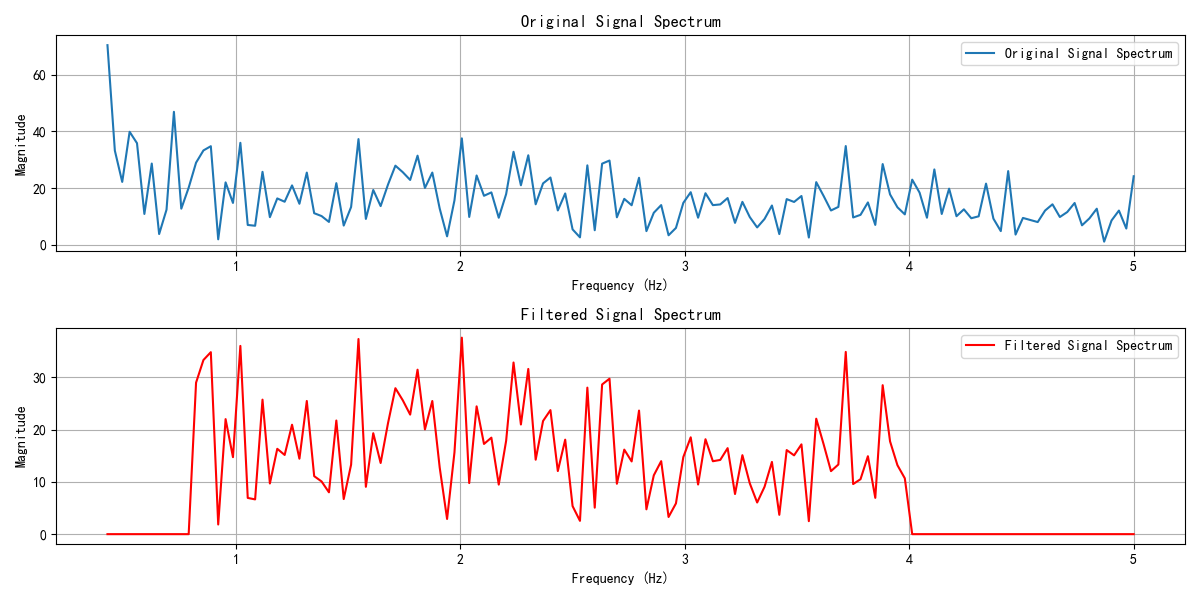 Original Signal Spectrum
Original Signal Spectrum
Magnitude
60
40
20
0
1 2 3 4 5
Frequency (Hz)
Filtered Signal Spectrum
Filtered Signal Spectrum
Magnitude
30
20
10
0
1 2 3 4 5
Frequency (Hz)